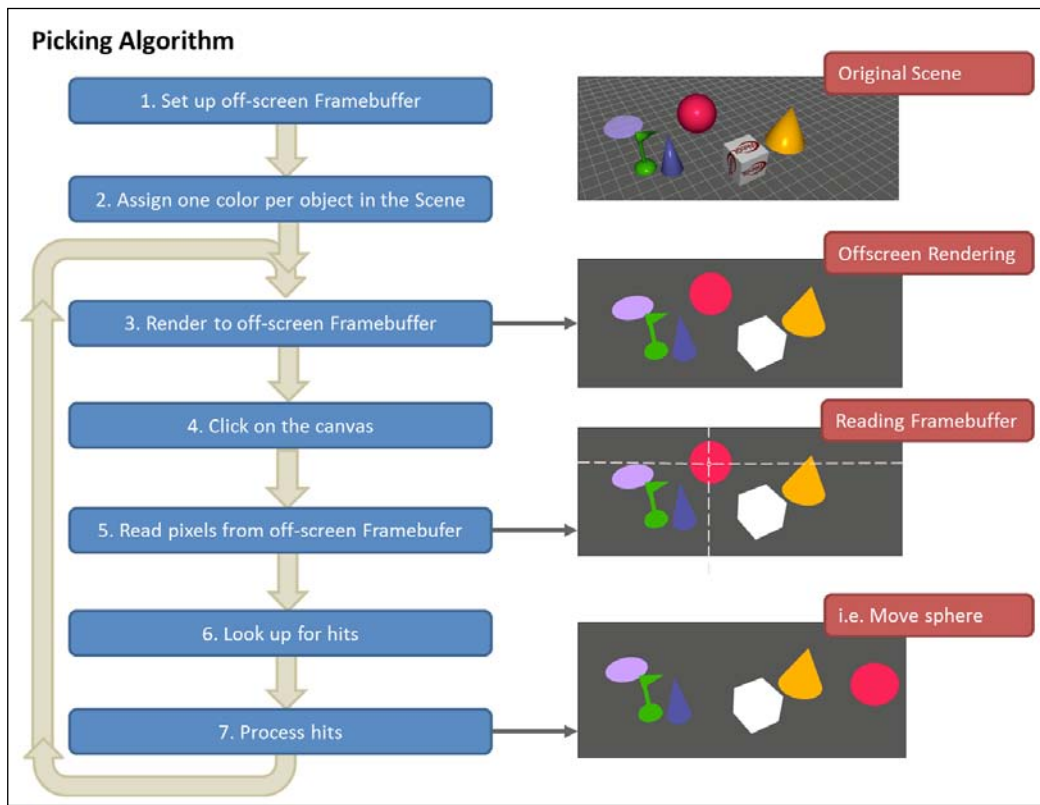 Picking Algorithm
1. Set up off-screen Framebuffer
2. Assign one color per object in the Scene
3. Render to off-screen Framebuffer
4. Click on the canvas
5. Read pixels from off-screen Framebufer
6. Look up for hits
7. Process hits
Original Scene
Offscreen Rendering
Reading Framebuffer
i.e. Move sphere